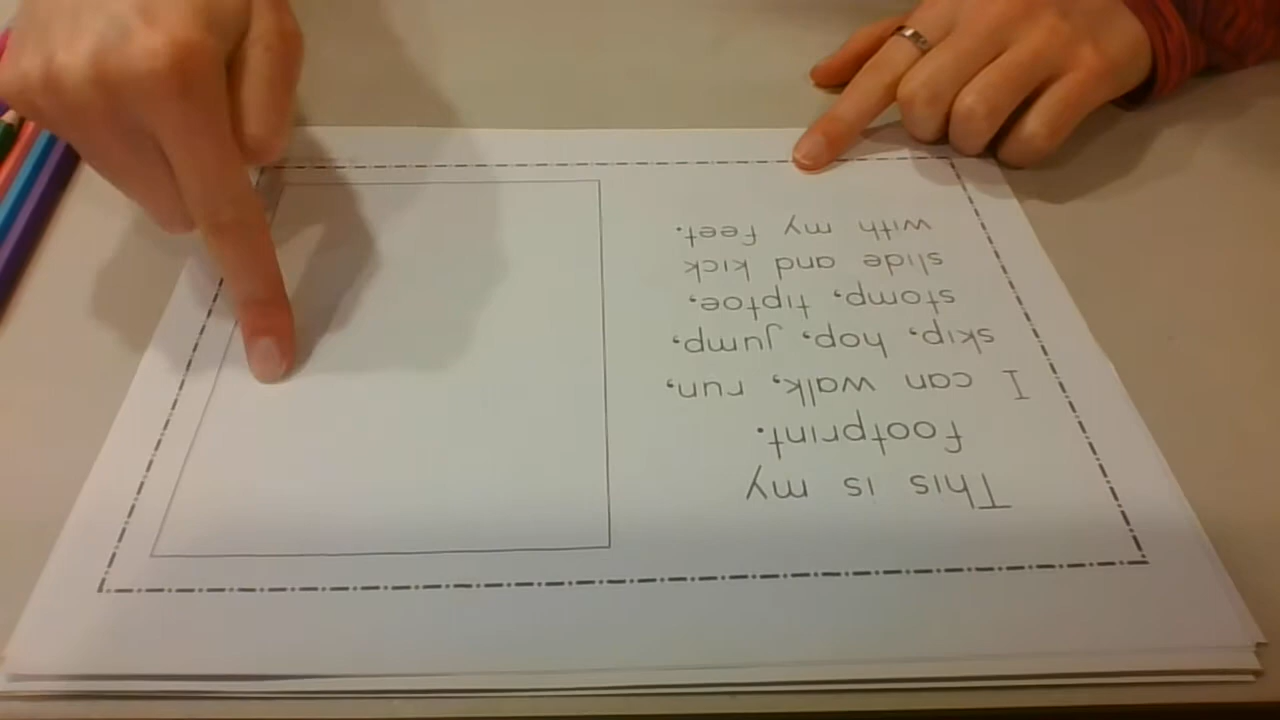 This is my
footprint.
I can walk, run,
skip, hop, jump,
stomp, tiptoe,
slide and kick
with my feet.